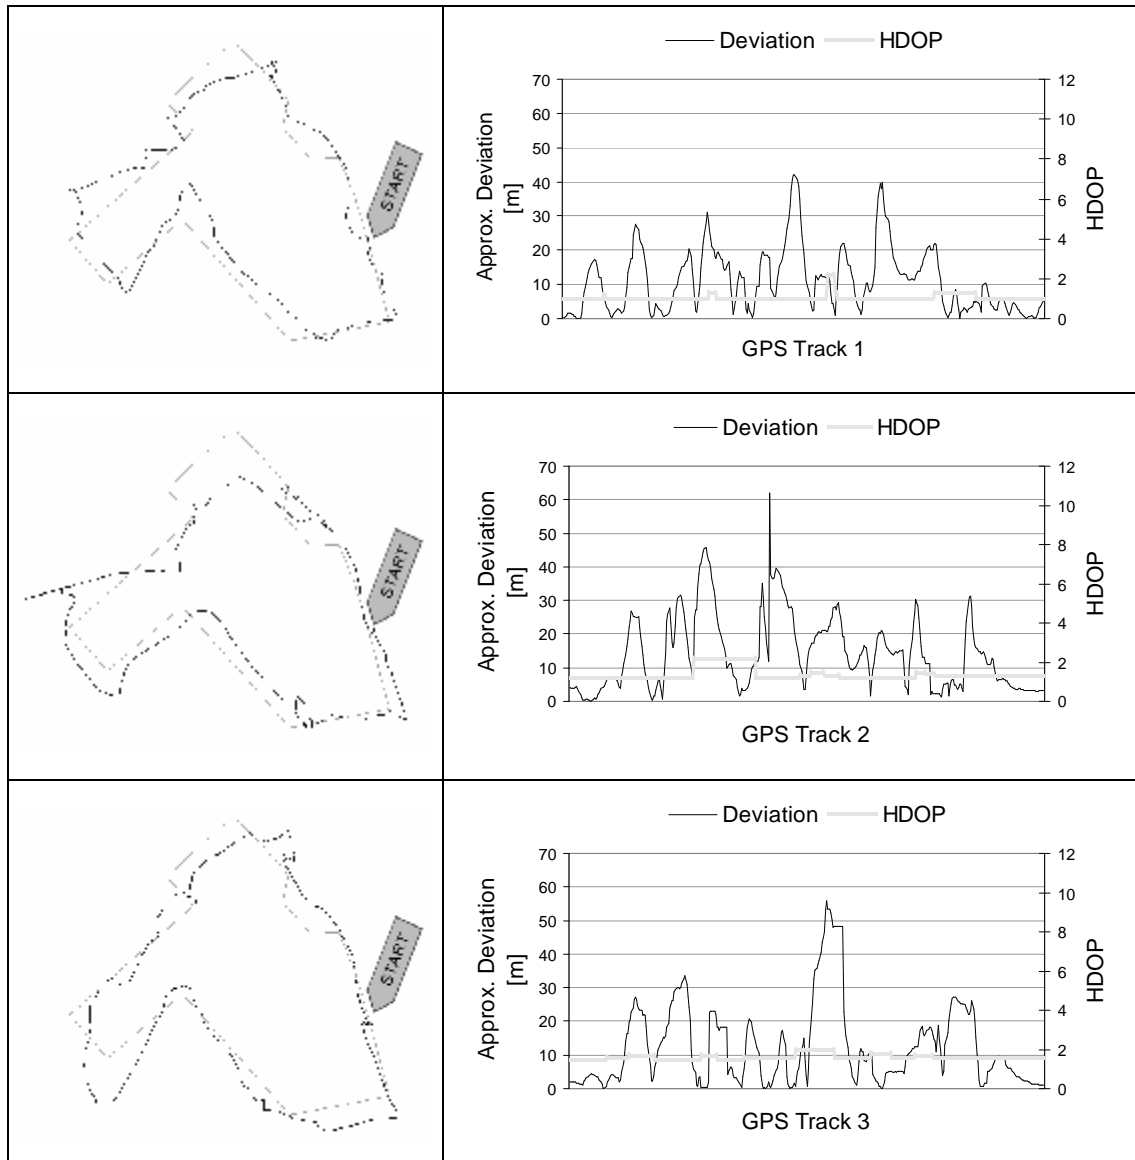 START
Deviation HDOP
70 12
60 10
50 8
40 6
30 4
20 2
10 0
0
Approx. Deviation
[m]
HDOP
GPS Track 1
START
Deviation HDOP
70 12
60 10
50 8
40 6
30 4
20 2
10 0
0
Approx. Deviation
[m]
HDOP
GPS Track 2
START
Deviation HDOP
70 12
60 10
50 8
40 6
30 4
20 2
10 0
0
Approx. Deviation
[m]
HDOP
GPS Track 3